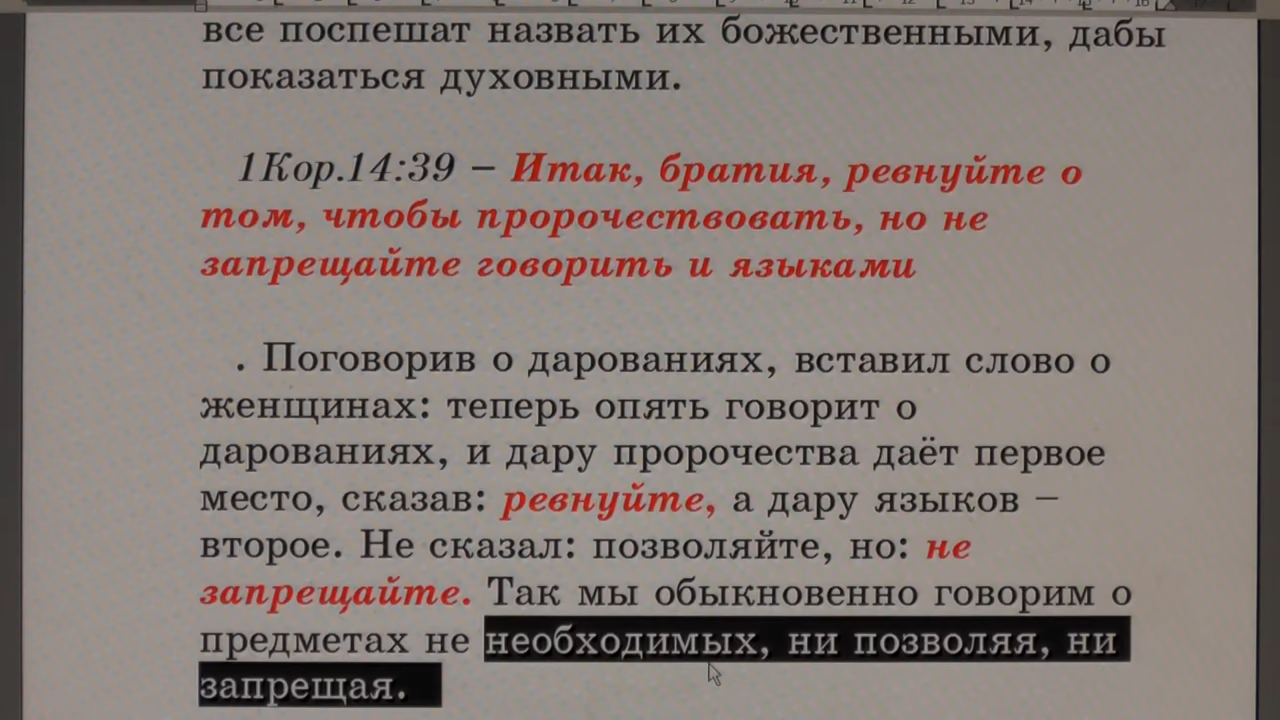 все поспешат назвать их божественными, дабы
показаться духовными.
1Кор.14:39 – Итак, братия, ревнуйте о
том, чтобы пророчествовать, но не
запрещайте говорить и языками
. Поговорив о дарованиях, вставил слово о
женщинах: теперь опять говорит о
дарованиях, и дару пророчества даёт первое
место, сказав: ревнуйте, а дару языков –
второе. Не сказал: позволяйте, но: не
запрещайте. Так мы обыкновенно говорим о
предметах не необходимых, ни позволяя, ни
запрещая.